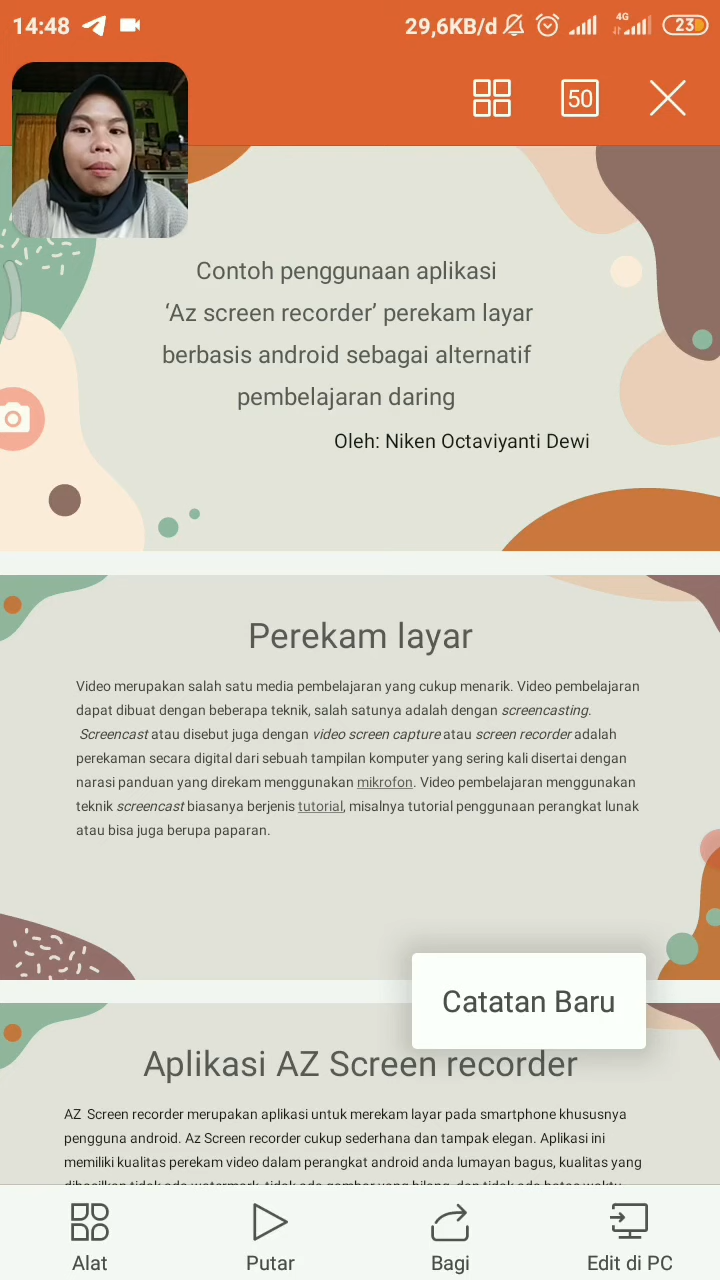 14:48 29,6KB/d 4G 23
50
Contoh penggunaan aplikasi
‘Az screen recorder’ perekam layar
berbasis android sebagai alternatif
pembelajaran daring
Oleh: Niken Octaviyanti Dewi
Perekam layar
Video merupakan salah satu media pembelajaran yang cukup menarik. Video pembelajaran
dapat dibuat dengan beberapa teknik, salah satunya adalah dengan screencasting.
Screencast atau disebut juga dengan video screen capture atau screen recorder adalah
perekaman secara digital dari sebuah tampilan komputer yang sering kali disertai dengan
narasi panduan yang direkam menggunakan mikrofon. Video pembelajaran menggunakan
teknik screencast biasanya berjenis tutorial, misalnya tutorial penggunaan perangkat lunak
atau bisa juga berupa paparan.
Catatan Baru
Aplikasi AZ Screen recorder
AZ Screen recorder merupakan aplikasi untuk merekam layar pada smartphone khususnya
pengguna android. Az Screen recorder cukup sederhana dan tampak elegan. Aplikasi ini
memiliki kualitas perekam video dalam perangkat android anda lumayan bagus, kualitas yang
Alat Putar Bagi Edit di PC